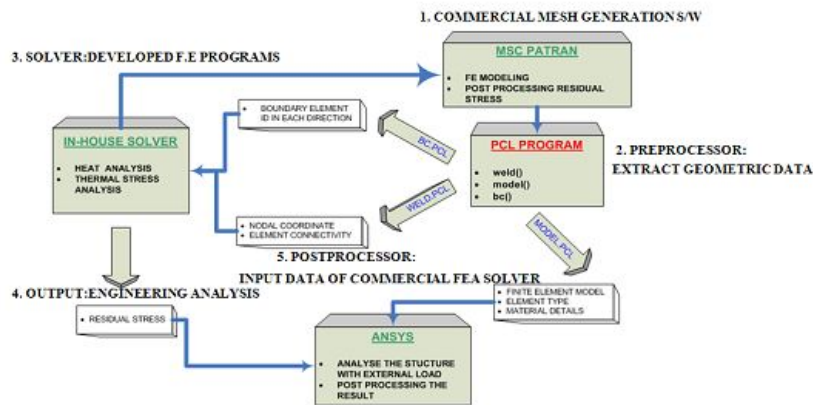 1. COMMERCIAL MESH GENERATION S/W
MSC PATRAN
• FE MODELING
• POST PROCESSING RESIDUAL
STRESS
3. SOLVER:DEVELOPED F.E PROGRAMS
• BOUNDARY ELEMENT
ID IN EACH DIRECTION
IN-HOUSE SOLVER
• HEAT ANALYSIS
• THERMAL STRESS
ANALYSIS
BC.PCL
PCL PROGRAM
• weld()
• model()
• bc()
2. PREPROCESSOR:
EXTRACT GEOMETRIC DATA
WELD.PCL
• NODAL COORDINATE
• ELEMENT CONNECTIVITY
MODEL.PCL
5. POSTPROCESSOR:
INPUT DATA OF COMMERCIAL FEA SOLVER
4. OUTPUT:ENGINEERING ANALYSIS
• RESIDUAL STRESS
• FINITE ELEMENT MODEL
• ELEMENT TYPE
• MATERIAL DETAILS
ANSYS
• ANALYSE THE STUCTURE
WITH EXTERNAL LOAD
• POST PROCESSING THE
RESULT